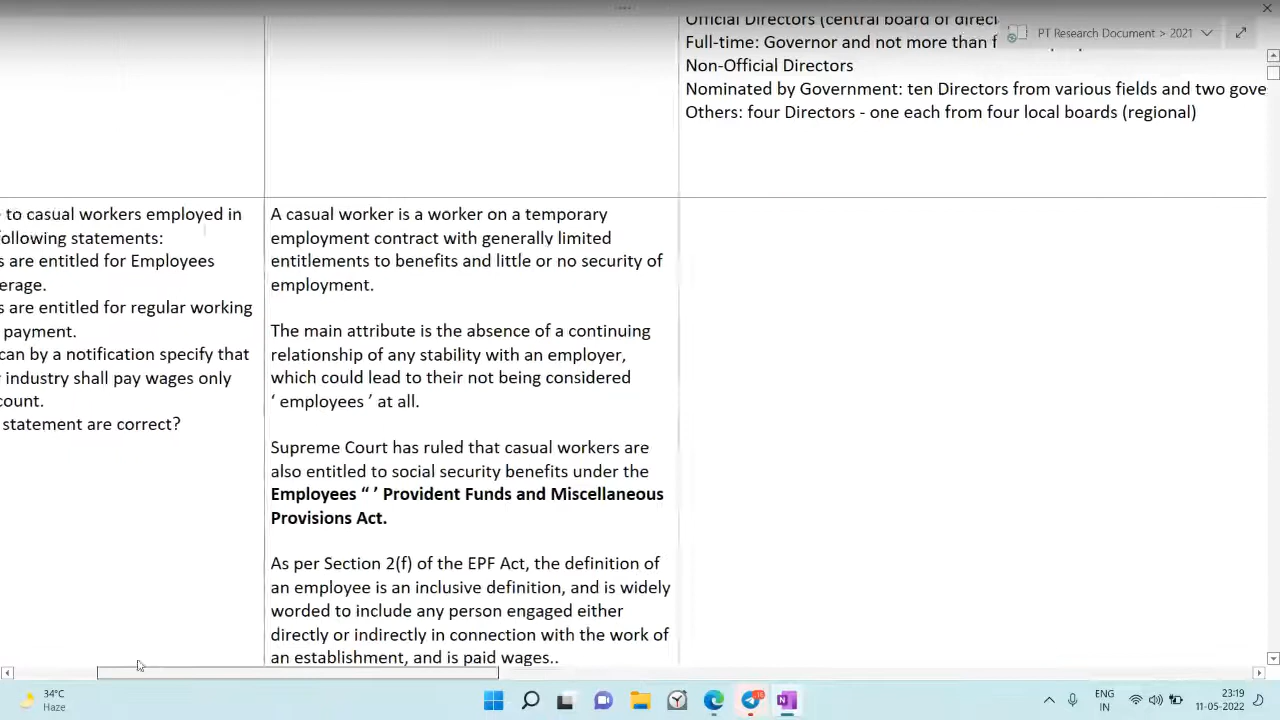 Official Directors (central board of
PT Research Document > 2021
Full-time: Governor and not more than
Non-Official Directors
Nominated by Government: ten Directors from various fields and two gove
Others: four Directors - one each from four local boards (regional)
to casual workers employed in
following statements:
s are entitled for Employees
erage.
s are entitled for regular working
payment.
can by a notification specify that
industry shall pay wages only
count.
statement are correct?
A casual worker is a worker on a temporary
employment contract with generally limited
entitlements to benefits and little or no security of
employment.
The main attribute is the absence of a continuing
relationship of any stability with an employer,
which could lead to their not being considered
‘ employees ’ at all.
Supreme Court has ruled that casual workers are
also entitled to social security benefits under the
Employees “ ’ Provident Funds and Miscellaneous
Provisions Act.
As per Section 2(f) of the EPF Act, the definition of
an employee is an inclusive definition, and is widely
worded to include any person engaged either
directly or indirectly in connection with the work of
an establishment, and is paid wages..
34°C
Haze
ENG
IN
23:19
11-05-2022